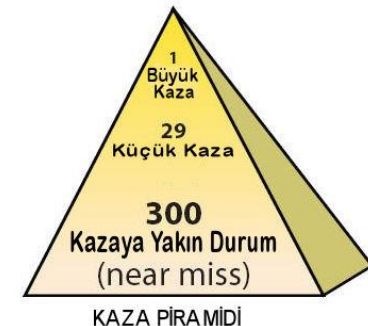 1
Büyük
Kaza
29
Küçük Kaza
300
Kazaya Yakın Durum
(near miss)
KAZA PİRAMİDİ